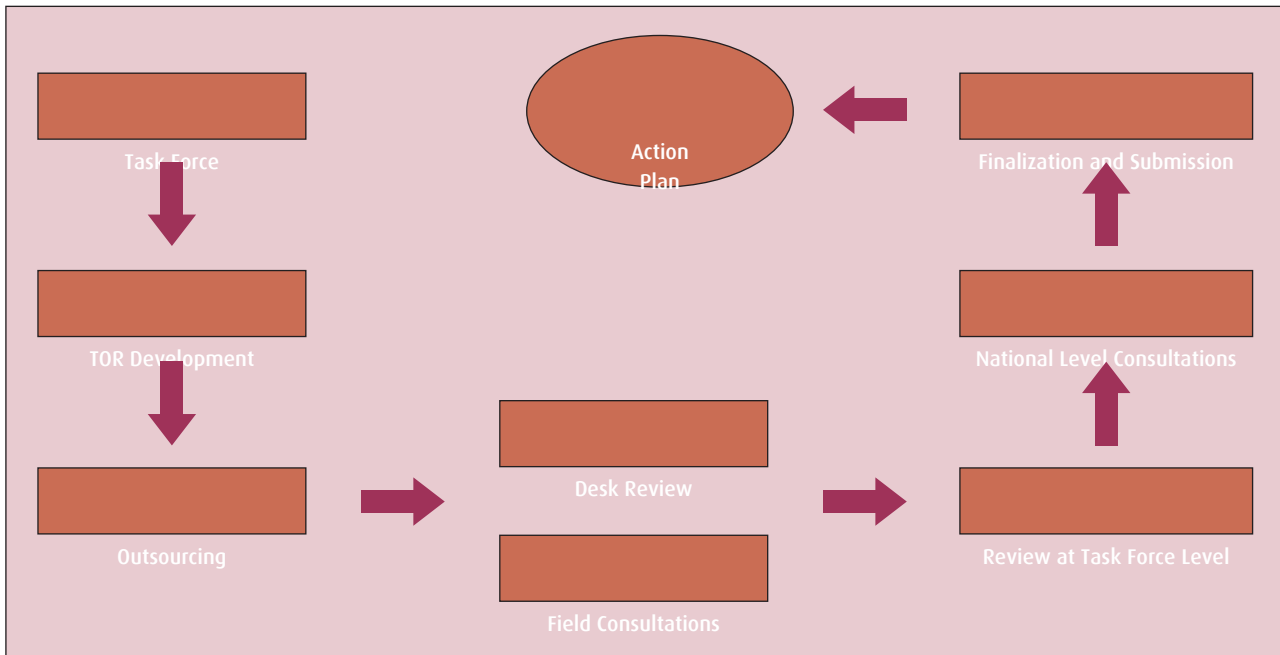 Task Force
TOR Development
Outsourcing
Desk Review
Field Consultations
Review at Task Force Level
National Level Consultations
Finalization and Submission
Action
Plan